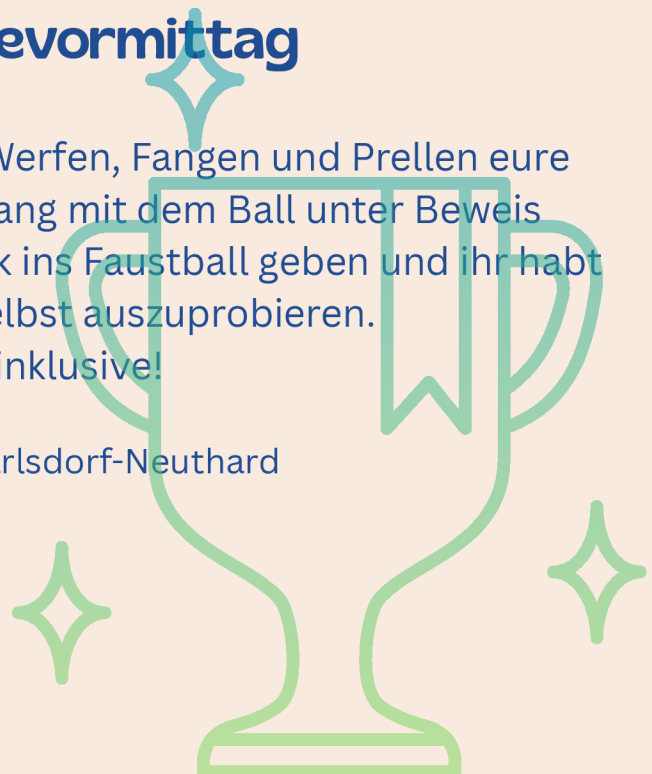 evormittag
Werfen, Fangen und Prellen eure
ang mit dem Ball unter Beweis
k ins Faustball geben und ihr habt
elbst auszuprobieren.
inklusive!
rlsdorf-Neuthard